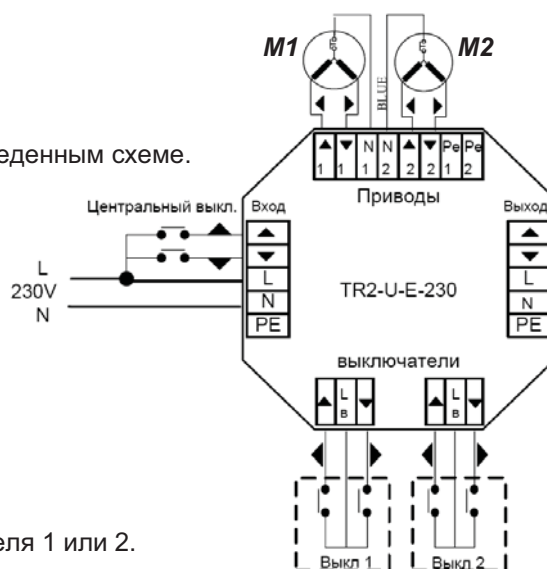 M1 M2
BLUE
еденным схеме.
▲ ▼ N N ▲ ▼ Pe Pe
1 1 1 2 2 2 1 2
Приводы
Центральный выкл. Вход Выход
▲ ▲
▼ ▼
L L L
230V
N N N
PE PE
TR2-U-E-230
выключатели
▲ L ▼ ▲ L ▼
в в
еля 1 или 2.
Выкл 1 Выкл 2